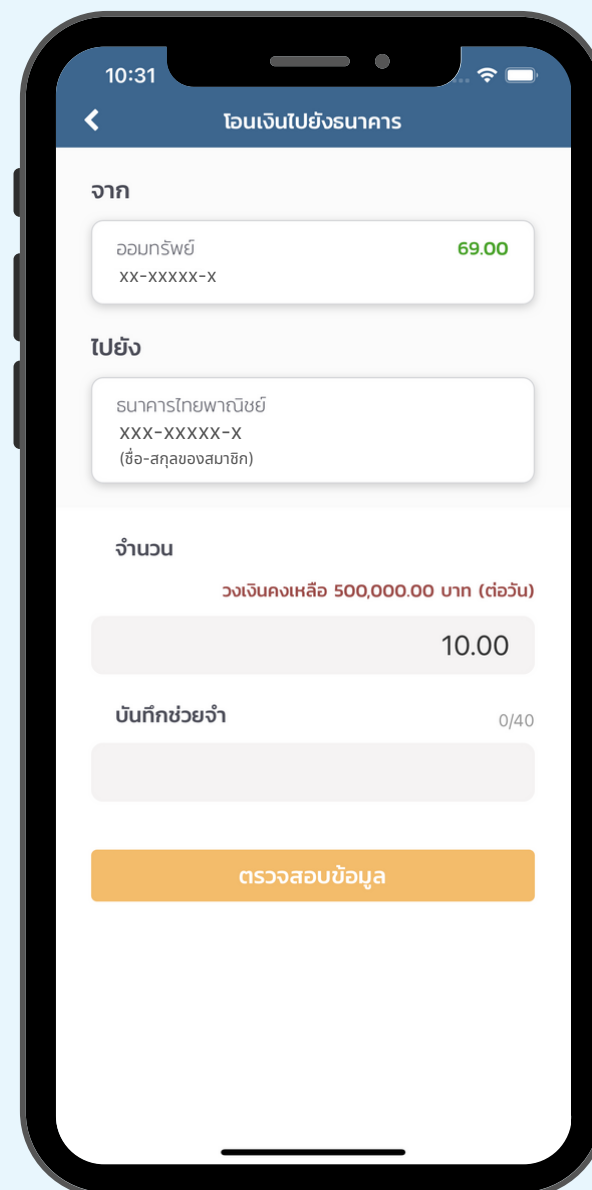 10:31
โอนเงินไปยังธนาคาร
จาก
ออมทรัพย์ 69.00
xx-xxxxx-x
ไปยัง
ธนาคารไทยพาณิชย์
xxx-xxxxx-x
(ชื่อ-สกุลของสมาชิก)
จำนวน
วงเงินคงเหลือ 500,000.00 บาท (ต่อวัน)
10.00
บันทึกช่วยจำ 0/40
ตรวจสอบข้อมูล